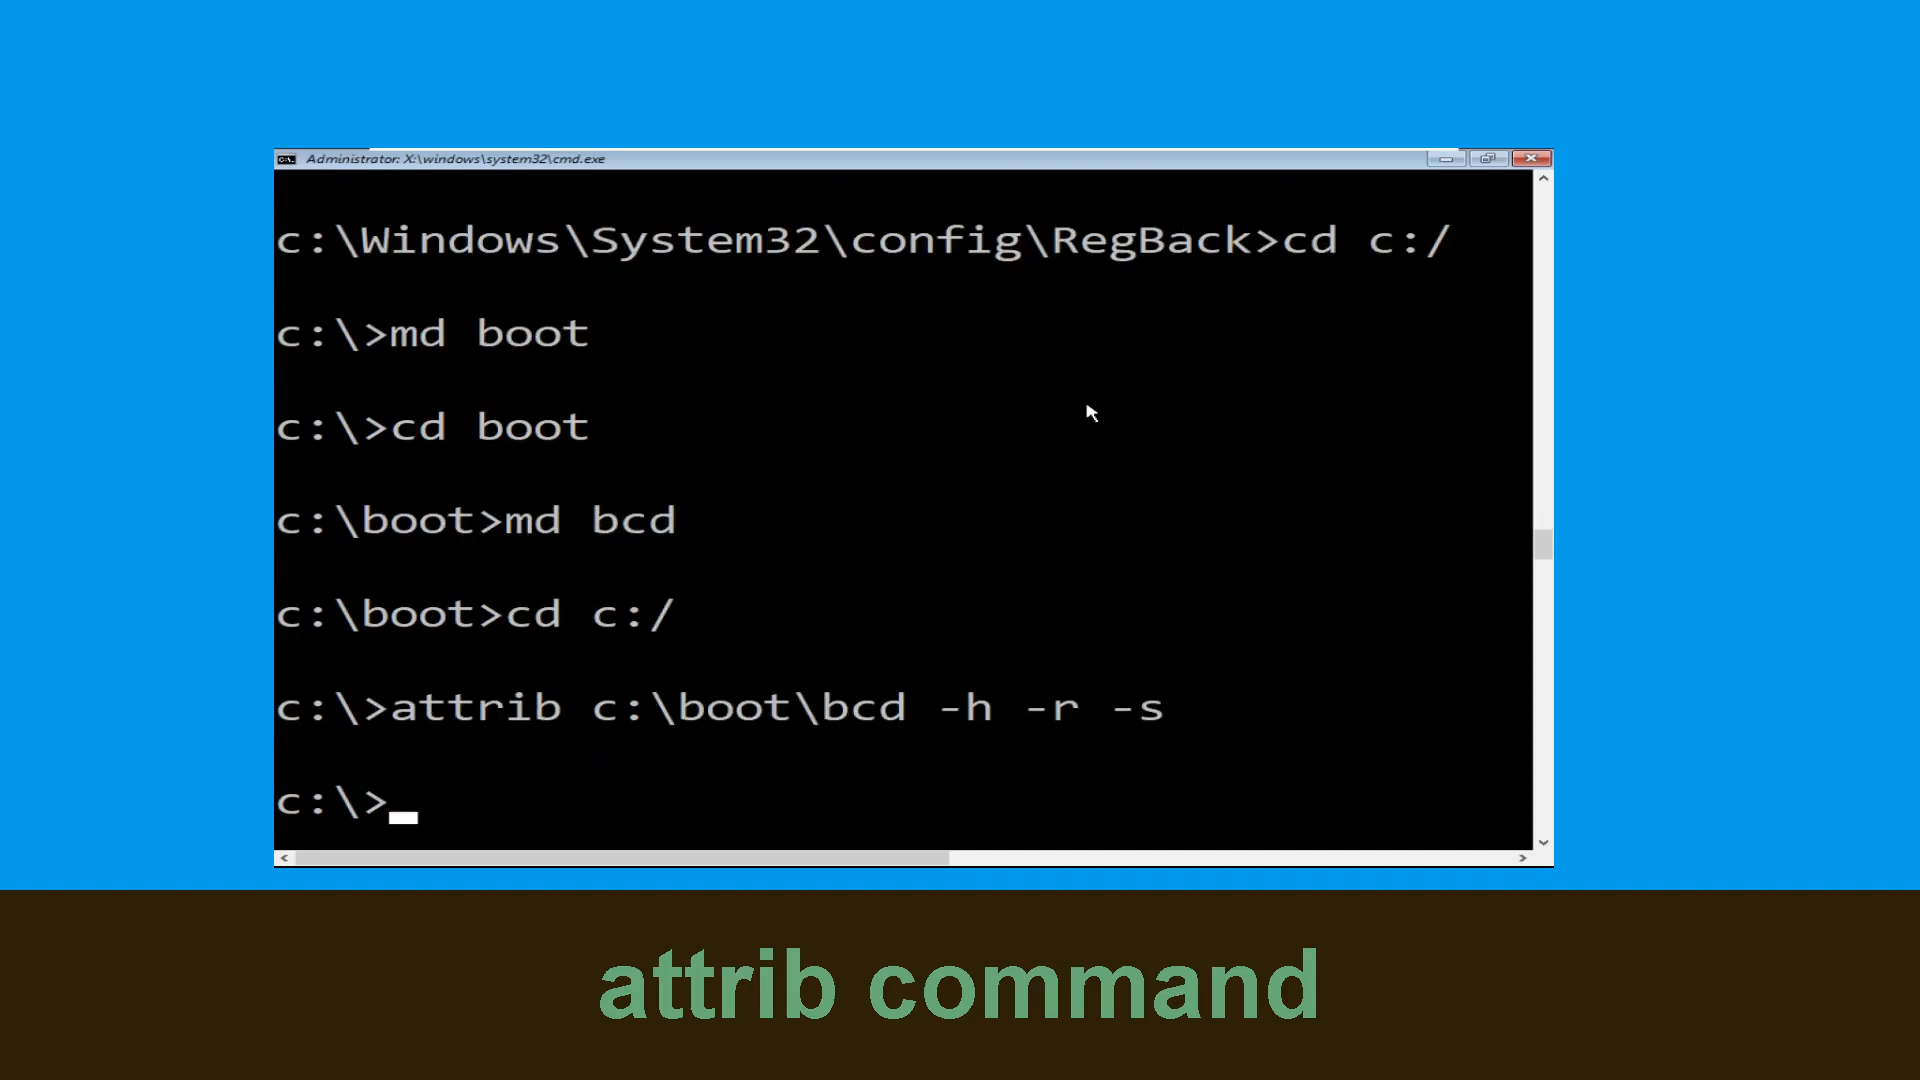 Administrator: X:\windows\system32\cmd.exe
c:\Windows\System32\config\RegBack>cd c:/
c:\>md boot
c:\>cd boot
c:\boot>md bcd
c:\boot>cd c:/
c:\>attrib c:\boot\bcd -h -r -s
c:\>
attrib command